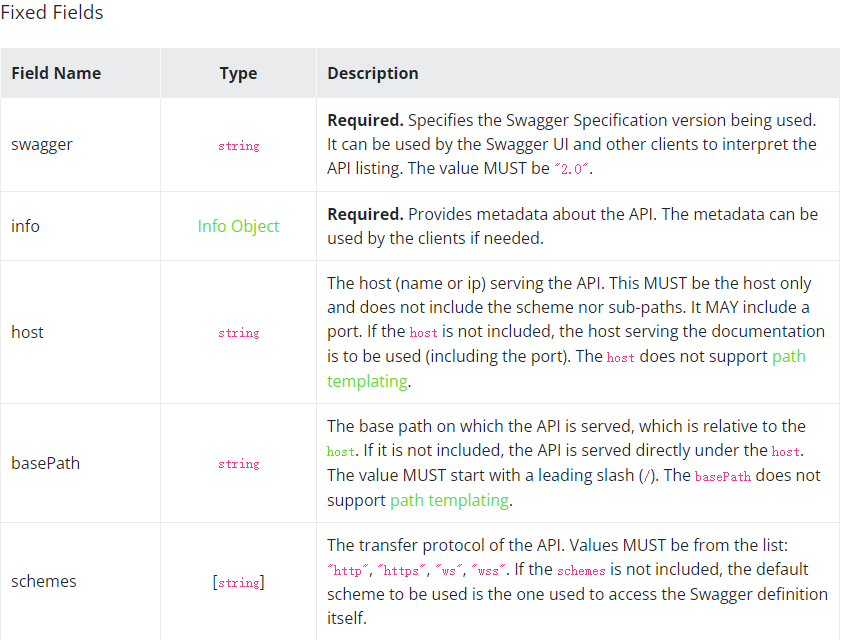 Fixed Fields
Field Name Type Description
swagger string Required. Specifies the Swagger Specification version being used.
It can be used by the Swagger UI and other clients to interpret the
API listing. The value MUST be "2.0".
info Info Object Required. Provides metadata about the API. The metadata can be
used by the clients if needed.
host string The host (name or ip) serving the API. This MUST be the host only
and does not include the scheme nor sub-paths. It MAY include a
port. If the host is not included, the host serving the documentation
is to be used (including the port). The host does not support path
templating.
basePath string The base path on which the API is served, which is relative to the
host. If it is not included, the API is served directly under the host.
The value MUST start with a leading slash (/). The basePath does not
support path templating.
schemes [string] The transfer protocol of the API. Values MUST be from the list:
"http", "https", "ws", "wss". If the schemes is not included, the default
scheme to be used is the one used to access the Swagger definition
itself.